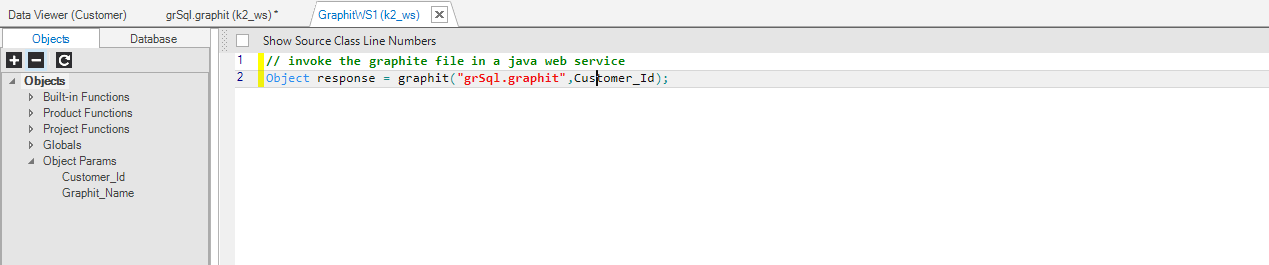 Data Viewer (Customer) grSql.graphit (k2_ws) * GraphitWS1 (k2_ws)
Objects Database
Show Source Class Line Numbers
Objects
Built-in Functions
Product Functions
Project Functions
Globals
Object Params
Customer_Id
Graphit_Name
1 // invoke the graphite file in a java web service
2 Object response = graphit("grSql.graphit",Customer_Id);